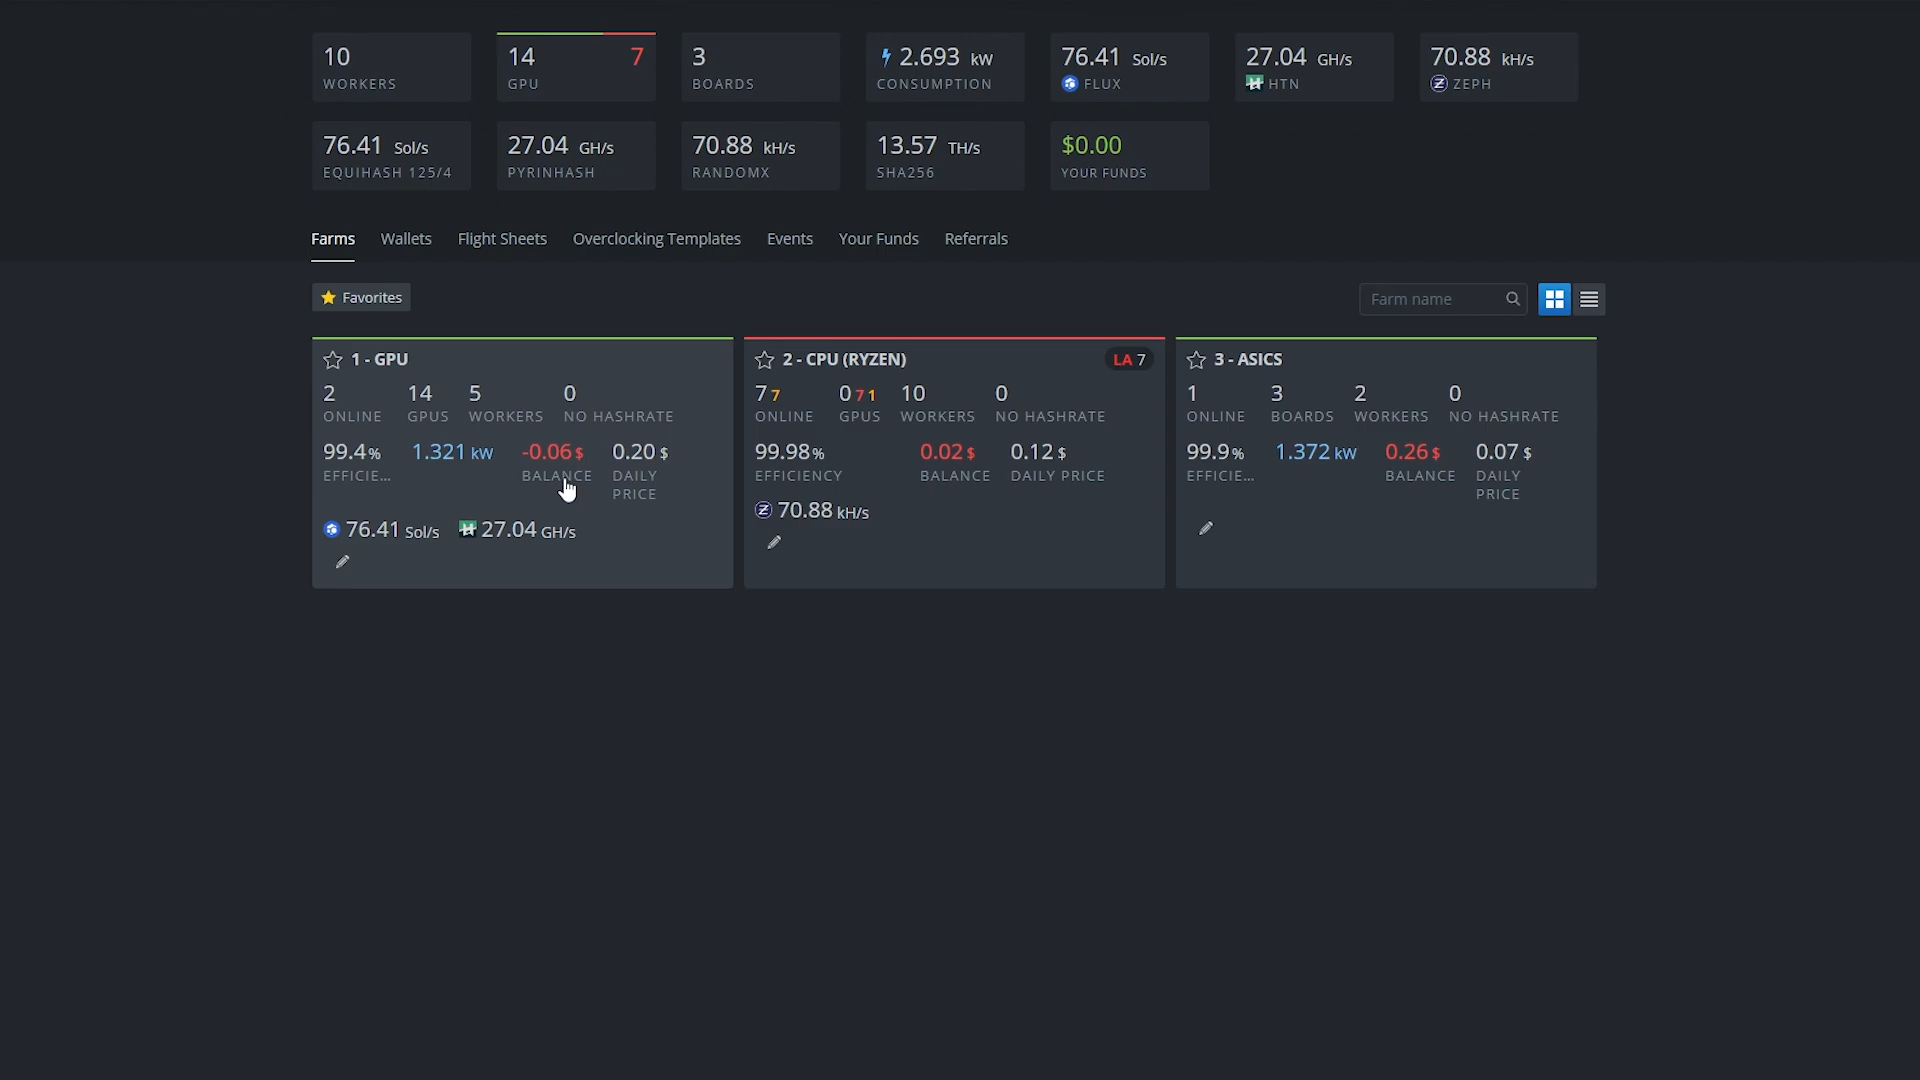 10
WORKERS
14 7
GPU
3
BOARDS
2.693 kW
CONSUMPTION
76.41 Sol/s
FLUX
27.04 GH/s
HTN
70.88 kH/s
ZEPH
76.41 Sol/s
EQUIHASH 125/4
27.04 GH/s
PYRINHASH
70.88 kH/s
RANDOMX
13.57 TH/s
SHA256
$0.00
YOUR FUNDS
Farms Wallets Flight Sheets Overclocking Templates Events Your Funds Referrals
Favorites
Farm name
1 - GPU
2 14 5 0
ONLINE GPUS WORKERS NO HASHRATE
99.4% 1.321 kW -0.06 $ 0.20 $
EFFICIE... BALANCE DAILY
PRICE
76.41 Sol/s 27.04 GH/s
2 - CPU (RYZEN) LA 7
7 7 0 7 1 10 0
ONLINE GPUS WORKERS NO HASHRATE
99.98% 0.02 $ 0.12 $
EFFICIENCY BALANCE DAILY PRICE
70.88 kH/s
3 - ASICS
1 3 2 0
ONLINE BOARDS WORKERS NO HASHRATE
99.9% 1.372 kW 0.26 $ 0.07 $
EFFICIE... BALANCE DAILY
PRICE